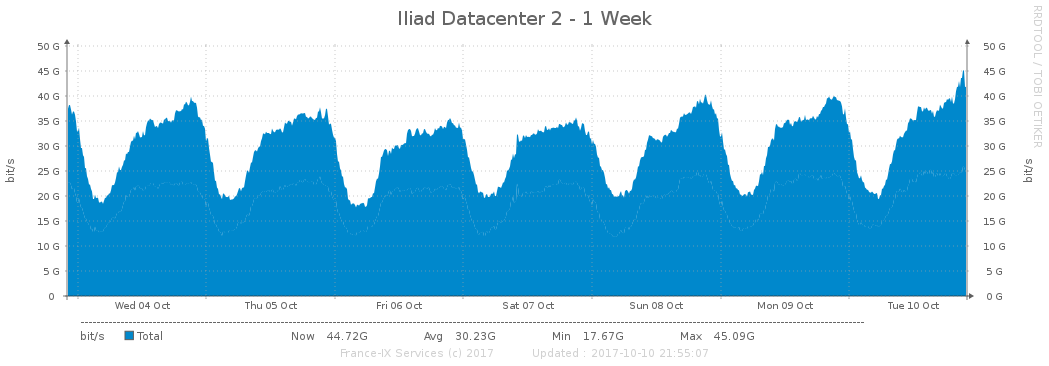 Iliad Datacenter 2 - 1 Week
RRDTOOL / TOBI OETIKER
bit/s
50 G 50 G
45 G 45 G
40 G 40 G
35 G 35 G
30 G 30 G
25 G 25 G
20 G 20 G
15 G 15 G
10 G 10 G
5 G 5 G
0 0 G
bit/s
Wed 04 Oct Thu 05 Oct Fri 06 Oct Sat 07 Oct Sun 08 Oct Mon 09 Oct Tue 10 Oct
bit/s Total Now 44.72G Avg 30.23G Min 17.67G Max 45.09G
France-IX Services (c) 2017 Updated : 2017-10-10 21:55:07